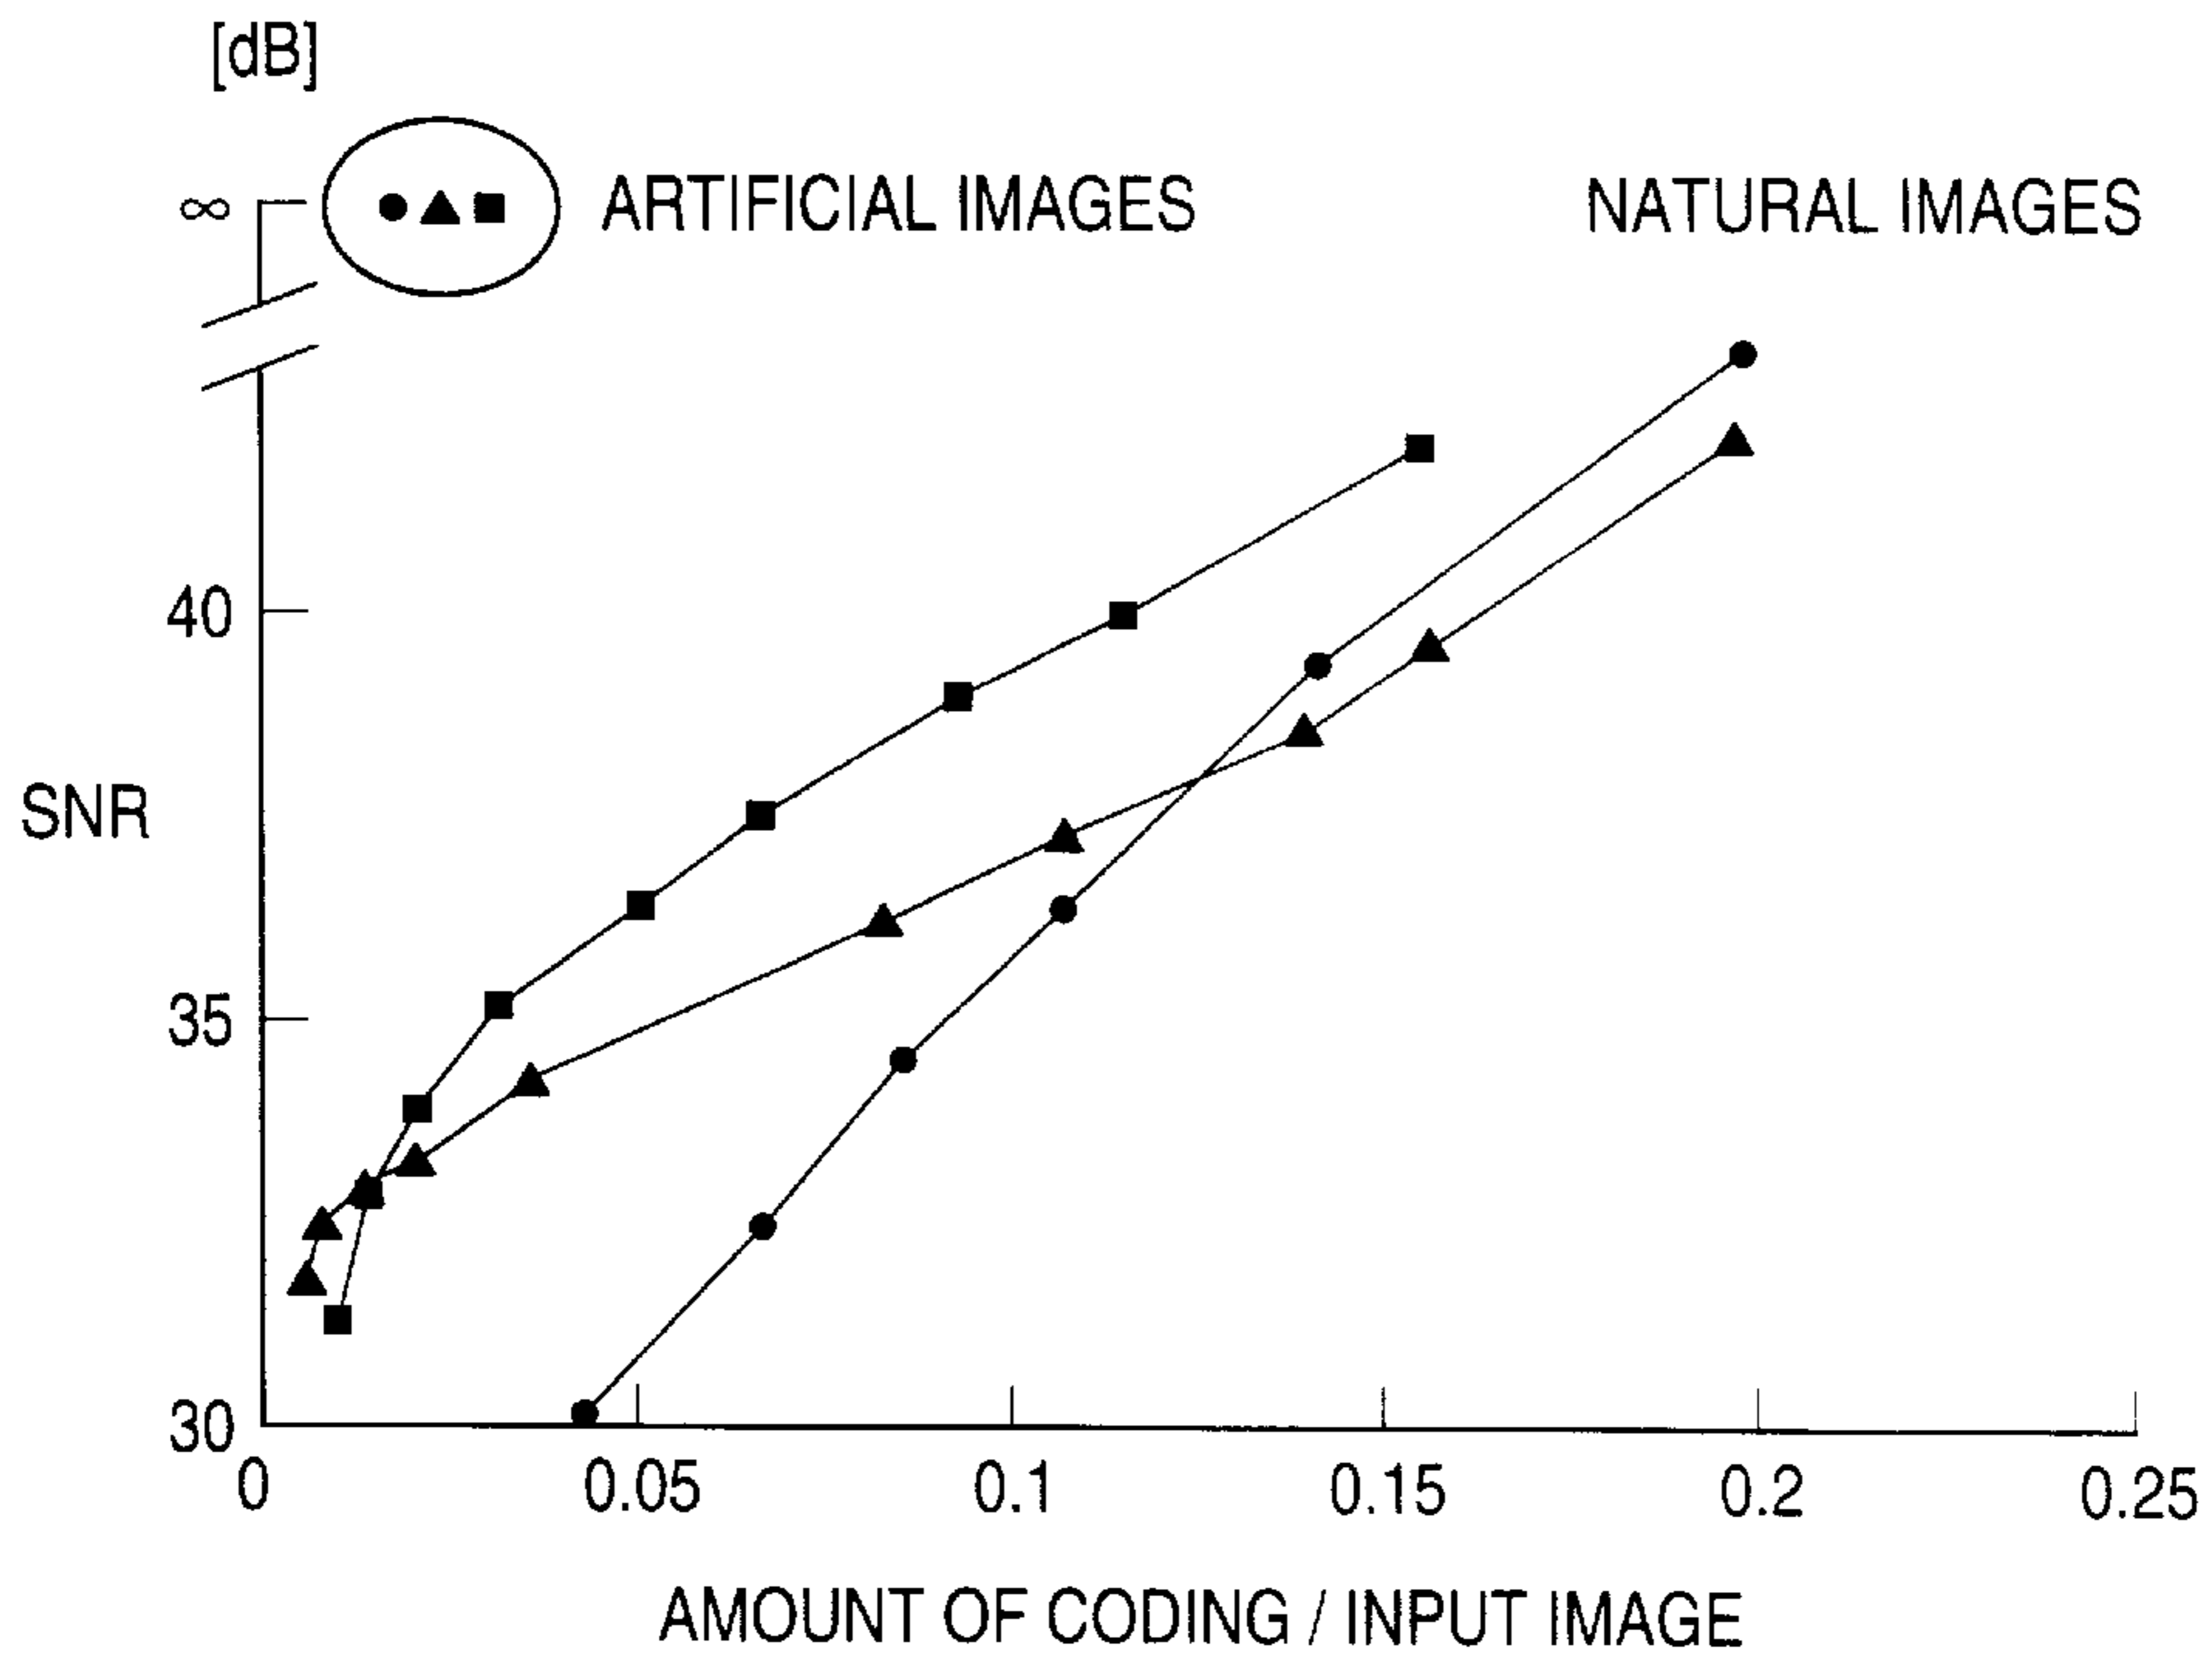 [dB]
∞ ARTIFICIAL IMAGES NATURAL IMAGES
40
SNR
35
30
0 0.05 0.1 0.15 0.2 0.25
AMOUNT OF CODING / INPUT IMAGE